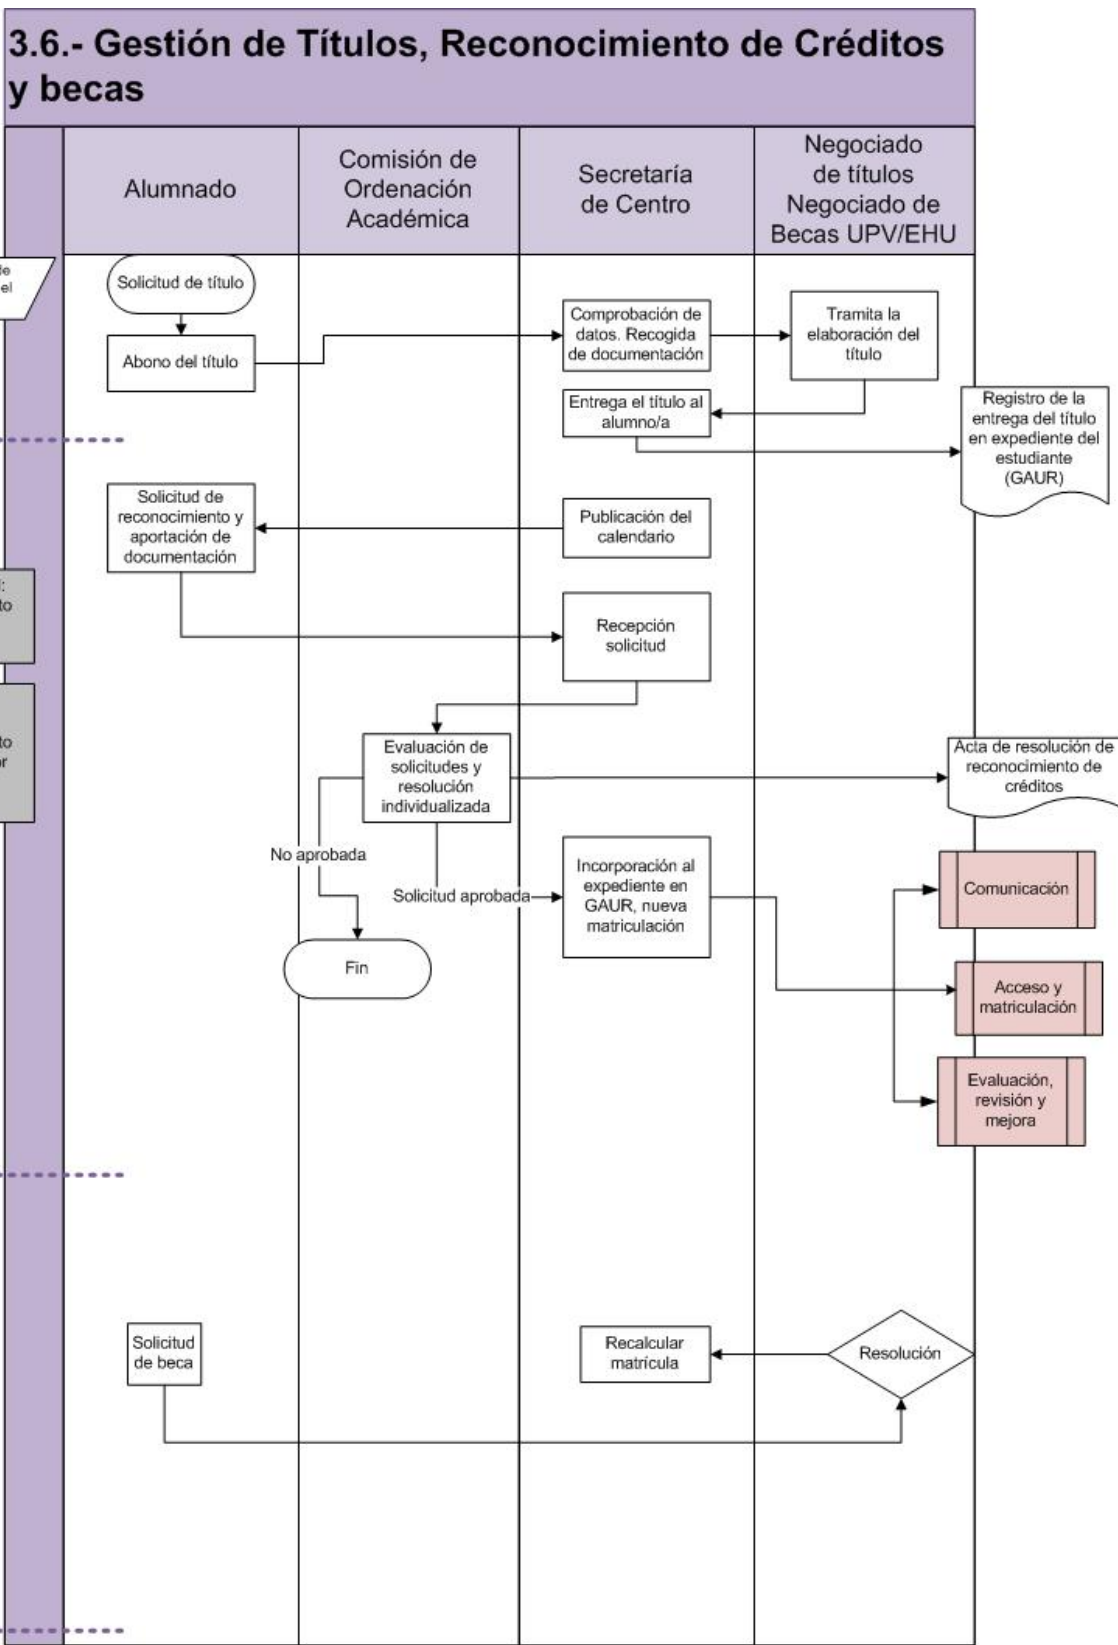 3.6.- Gestión de Títulos, Reconocimiento de Créditos
y becas
Alumnado
Comisión de
Ordenación
Académica
Secretaría
de Centro
Negociado
de títulos
Negociado de
Becas UPV/EHU
el
Solicitud de título
Abono del título
Comprobación de
datos. Recogida
de documentación
Tramita la
elaboración del
título
Entrega el título al
alumno/a
Registro de la
entrega del título
en expediente del
estudiante
(GAUR)
Solicitud de
reconocimiento y
aportación de
documentación
Publicación del
calendario
Recepción
solicitud
Evaluación de
solicitudes y
resolución
individualizada
Acta de resolución de
reconocimiento de
créditos
No aprobada
Solicitud aprobada
Incorporación al
expediente en
GAUR, nueva
matriculación
Fin
Comunicación
Acceso y
matriculación
Evaluación,
revisión y
mejora
Solicitud
de beca
Recalcular
matrícula
Resolución